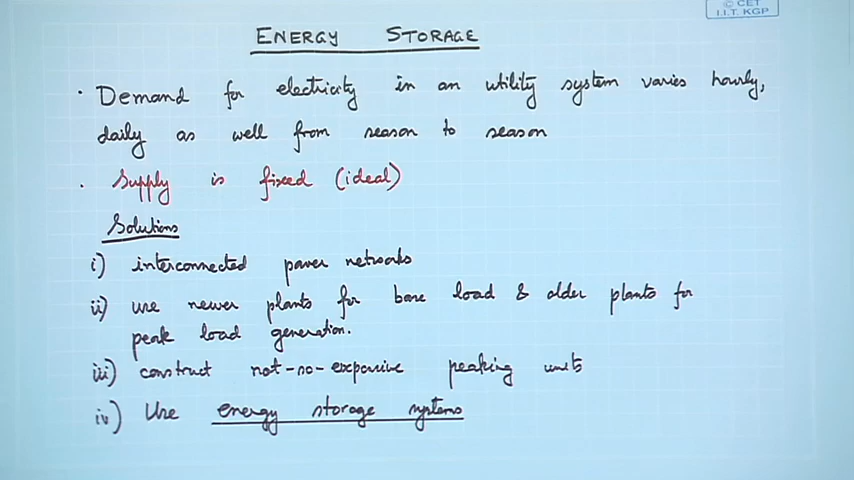 © CET
I.I.T. KGP
ENERGY STORAGE
· Demand for electricity in an utility system varies hourly,
daily as well from season to season
· Supply is fixed (ideal)
Solutions
i) interconnected power networks
ii) use newer plants for base load & older plants for
peak load generation.
iii) construct not-so-expensive peaking units
iv) Use energy storage systems